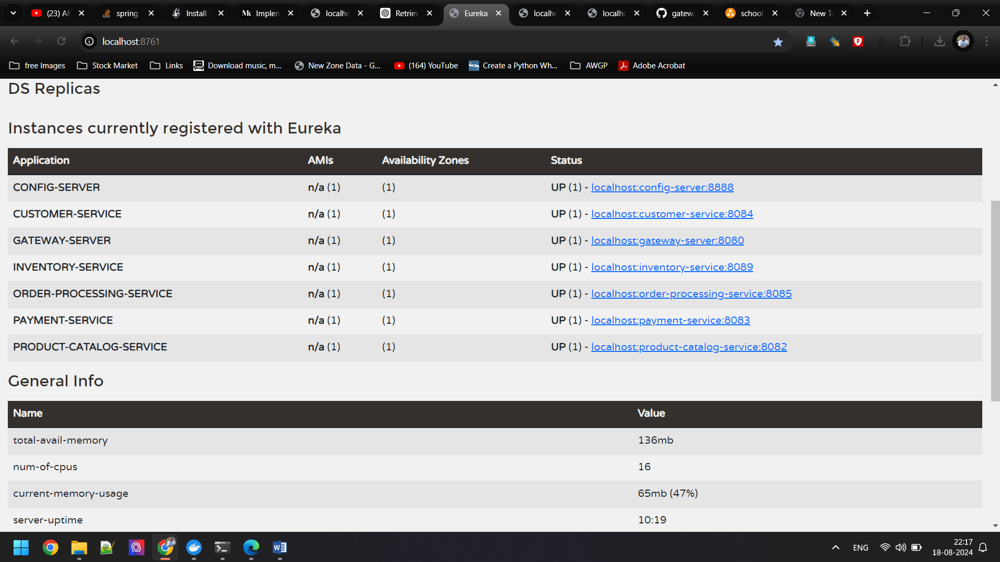 (23) AP
spring
Install
Implem
localho
Retriev
Eureka
localho
localho
gatewa
school
New Ta
localhost:8761
free Images
Stock Market
Links
Download music, m...
New Zone Data - G...
(164) YouTube
Create a Python Wh...
AWGP
Adobe Acrobat
DS Replicas
Instances currently registered with Eureka
Application AMIs Availability Zones Status
CONFIG-SERVER n/a (1) (1) UP (1) - localhost:config-server:8888
CUSTOMER-SERVICE n/a (1) (1) UP (1) - localhost:customer-service:8084
GATEWAY-SERVER n/a (1) (1) UP (1) - localhost:gateway-server:8080
INVENTORY-SERVICE n/a (1) (1) UP (1) - localhost:inventory-service:8089
ORDER-PROCESSING-SERVICE n/a (1) (1) UP (1) - localhost:order-processing-service:8085
PAYMENT-SERVICE n/a (1) (1) UP (1) - localhost:payment-service:8083
PRODUCT-CATALOG-SERVICE n/a (1) (1) UP (1) - localhost:product-catalog-service:8082
General Info
Name Value
total-avail-memory 136mb
num-of-cpus 16
current-memory-usage 65mb (47%)
server-uptime 10:19
ENG
22:17
18-08-2024